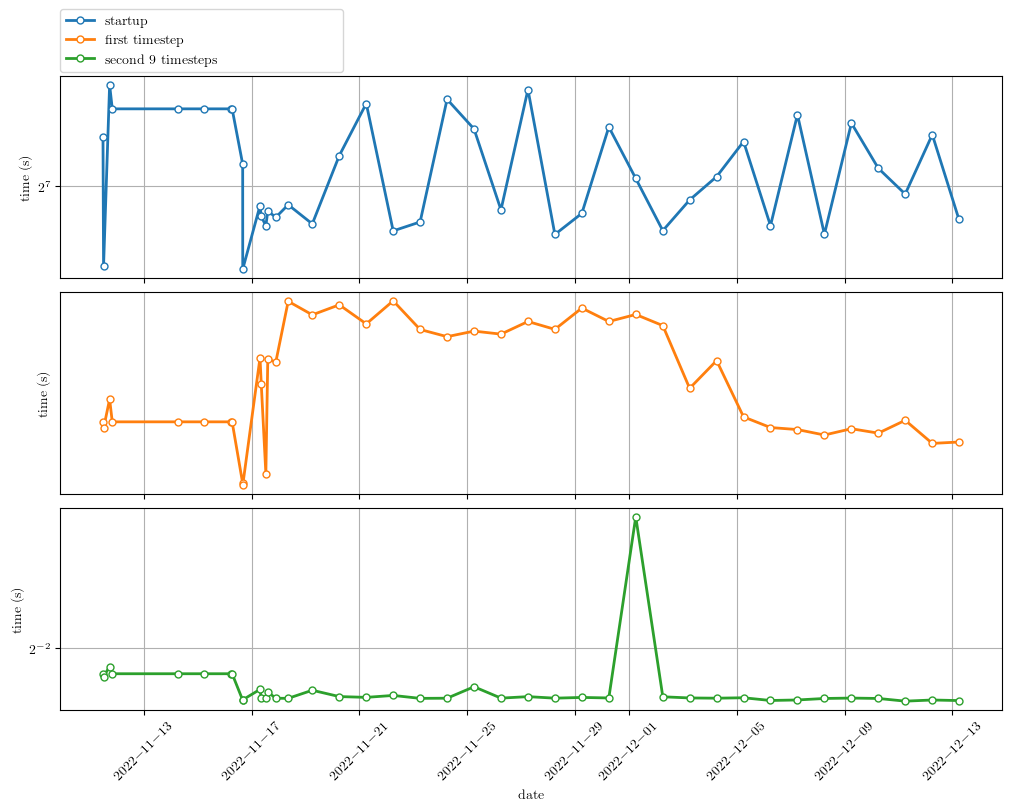 startup
first timestep
second 9 timesteps
time (s)
2^7
time (s)
time (s)
2^−2
2022−11−13
2022−11−17
2022−11−21
2022−11−25
2022−11−29
2022−12−01
2022−12−05
2022−12−09
2022−12−13
date